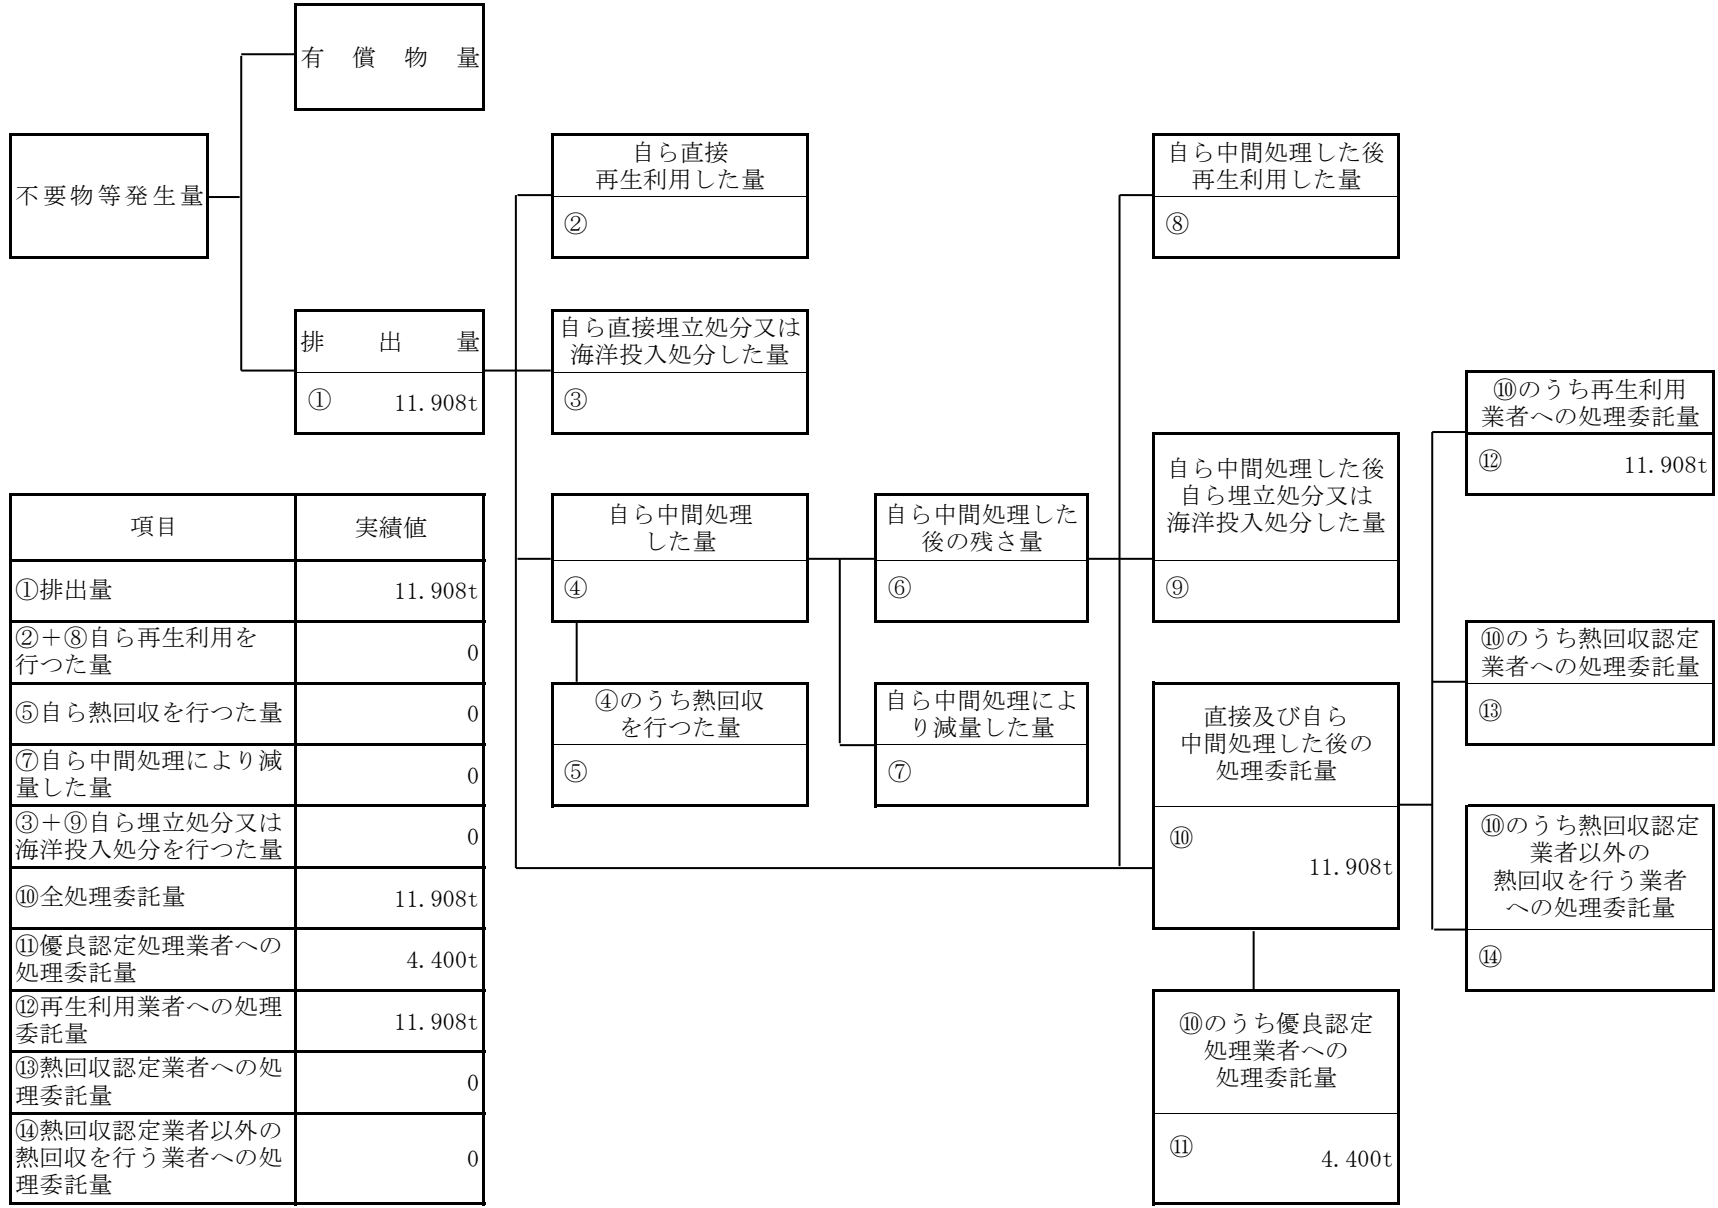 有償物量
不要物等発生量
排出量
① 11.908t
自ら直接
再生利用した量
②
自ら直接埋立処分又は
海洋投入処分した量
③
自ら中間処理
した量
④
④のうち熱回収
を行つた量
⑤
自ら中間処理した
後の残さ量
⑥
自ら中間処理によ
り減量した量
⑦
自ら中間処理した後
再生利用した量
⑧
自ら中間処理した後
自ら埋立処分又は
海洋投入処分した量
⑨
直接及び自ら
中間処理した後の
処理委託量
⑩
11.908t
⑩のうち優良認定
処理業者への
処理委託量
⑪
4.400t
⑩のうち再生利用
業者への処理委託量
⑫ 11.908t
⑩のうち熱回収認定
業者への処理委託量
⑬
⑩のうち熱回収認定
業者以外の
熱回収を行う業者
への処理委託量
⑭
項目 実績値
①排出量 11.908t
②＋⑧自ら再生利用を
行つた量 0
⑤自ら熱回収を行つた量 0
⑦自ら中間処理により減
量した量 0
③＋⑨自ら埋立処分又は
海洋投入処分を行つた量 0
⑩全処理委託量 11.908t
⑪優良認定処理業者への
処理委託量 4.400t
⑫再生利用業者への処理
委託量 11.908t
⑬熱回収認定業者への処
理委託量 0
⑭熱回収認定業者以外の
熱回収を行う業者への処 0
理委託量